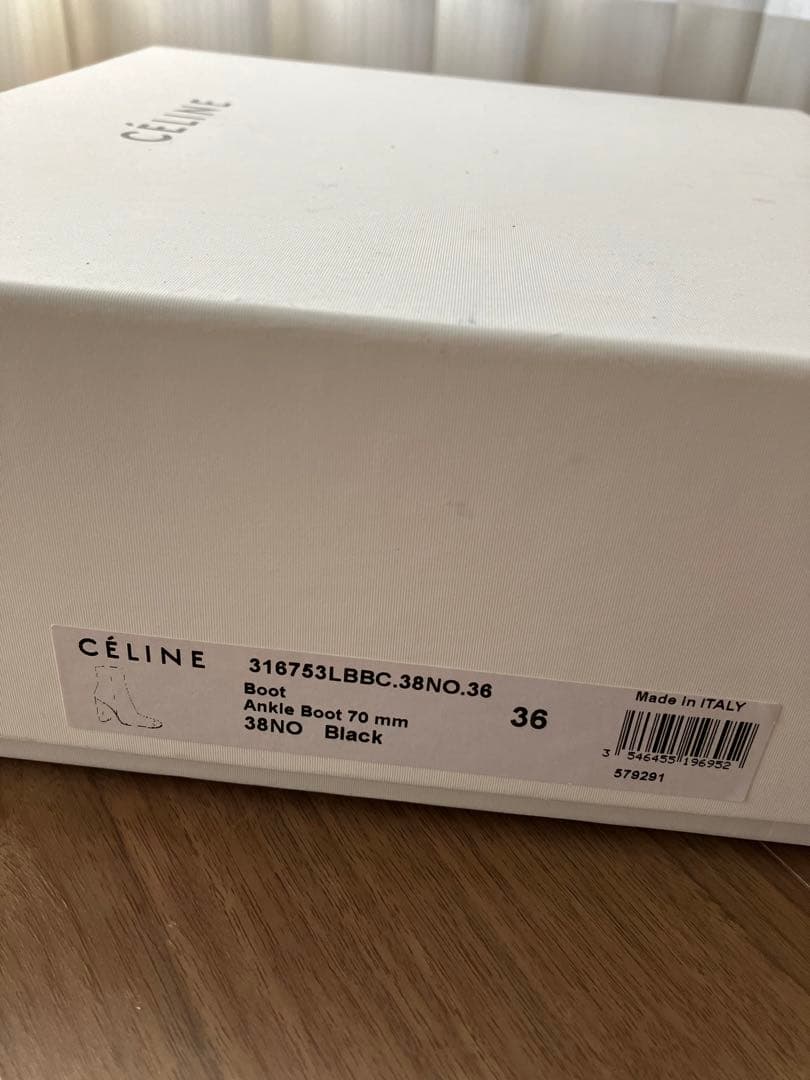 CÉLINE
CÉLINE
316753LBBC.38NO.36
Boot
Ankle Boot 70 mm
38NO Black
36
Made in ITALY
3 546455 196952
579291